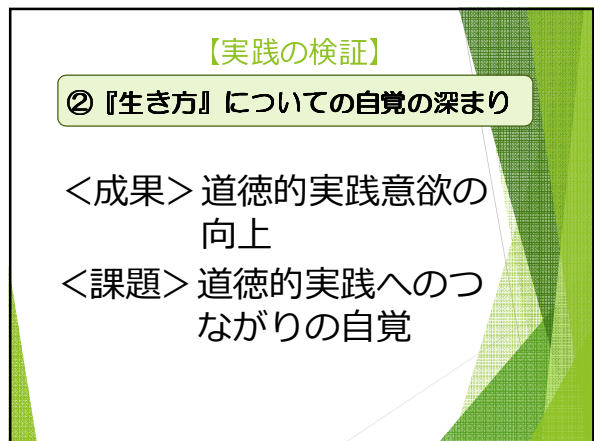 【実践の検証】
②『生き方』についての自覚の深まり
＜成果＞道徳的実践意欲の
向上
＜課題＞道徳的実践へのつ
ながりの自覚